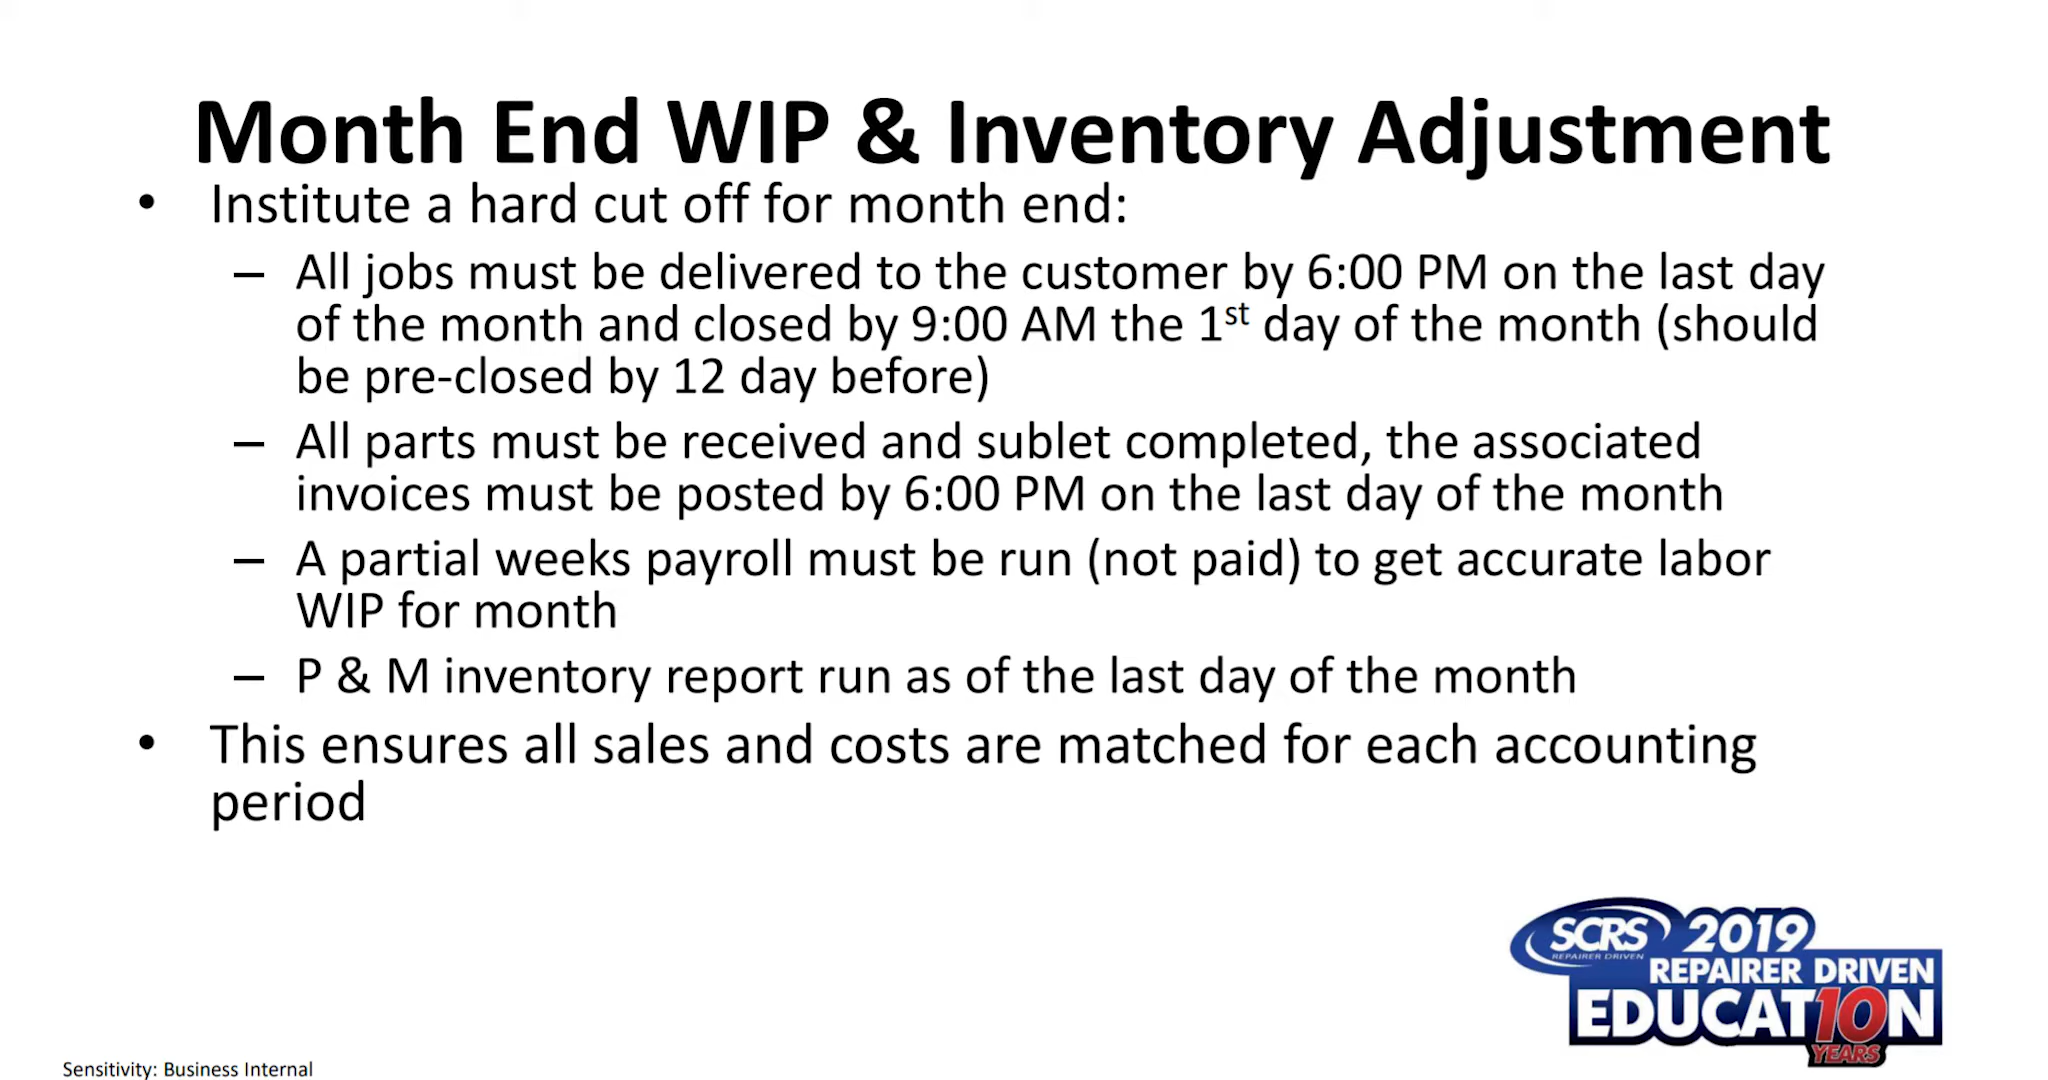 Month End WIP & Inventory Adjustment
• Institute a hard cut off for month end:
– All jobs must be delivered to the customer by 6:00 PM on the last day
of the month and closed by 9:00 AM the 1st day of the month (should
be pre-closed by 12 day before)
– All parts must be received and sublet completed, the associated
invoices must be posted by 6:00 PM on the last day of the month
– A partial weeks payroll must be run (not paid) to get accurate labor
WIP for month
– P & M inventory report run as of the last day of the month
• This ensures all sales and costs are matched for each accounting
period
SCRS 2019
REPAIRER DRIVEN
REPAIRER DRIVEN
EDUCAT10N
YEARS
Sensitivity: Business Internal